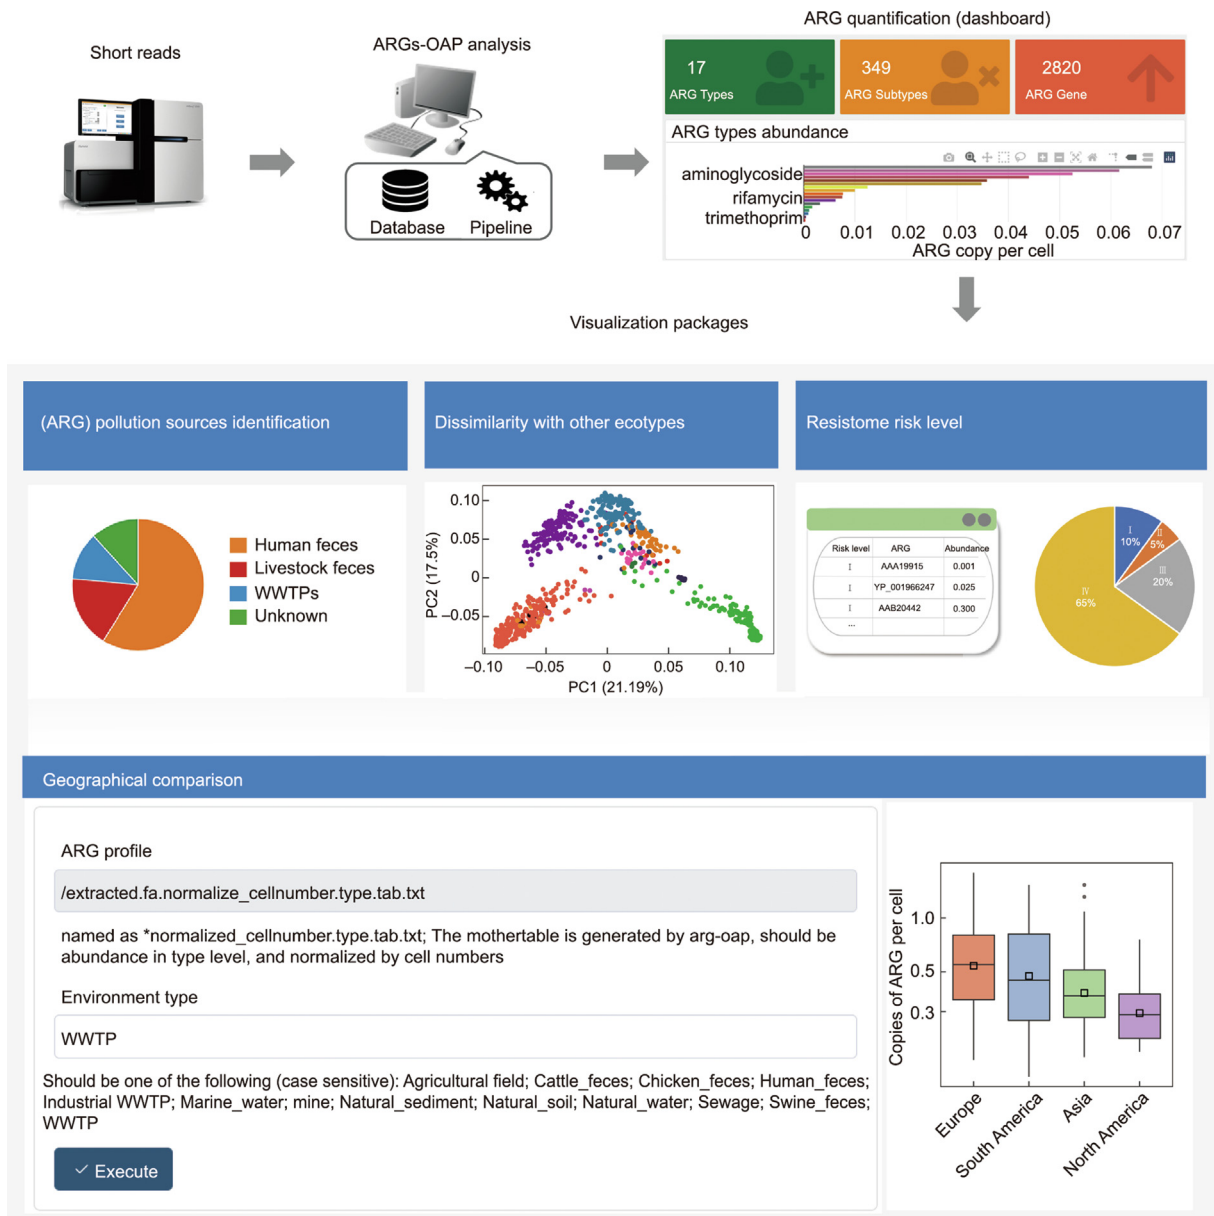 Short reads
ARGs-OAP analysis
Database
Pipeline
ARG quantification (dashboard)
17
ARG Types
349
ARG Subtypes
2820
ARG Gene
ARG types abundance
aminoglycoside
rifamycin
trimethoprim
0 0.01 0.02 0.03 0.04 0.05 0.06 0.07
ARG copy per cell
Visualization packages
(ARG) pollution sources identification
Human feces
Livestock feces
WWTPs
Unknown
Dissimilarity with other ecotypes
PC2 (17.5%)
0.10
0.05
0
–0.05
–0.10 –0.05 0 0.05 0.10
PC1 (21.19%)
Resistome risk level
Risk level ARG Abundance
I AAA19915 0.001
I YP_001966247 0.025
I AAB20442 0.300
...
I
10%
II
5%
III
20%
IV
65%
Geographical comparison
ARG profile
/extracted.fa.normalize_cellnumber.type.tab.txt
named as *normalized_cellnumber.type.tab.txt; The mothertable is generated by arg-oap, should be
abundance in type level, and normalized by cell numbers
Environment type
WWTP
Should be one of the following (case sensitive): Agricultural field; Cattle_feces; Chicken_feces; Human_feces;
Industrial WWTP; Marine_water; mine; Natural_sediment; Natural_soil; Natural_water; Sewage; Swine_feces;
WWTP
Execute
Copies of ARG per cell
1.0
0.5
0.3
Europe
South America
Asia
North America